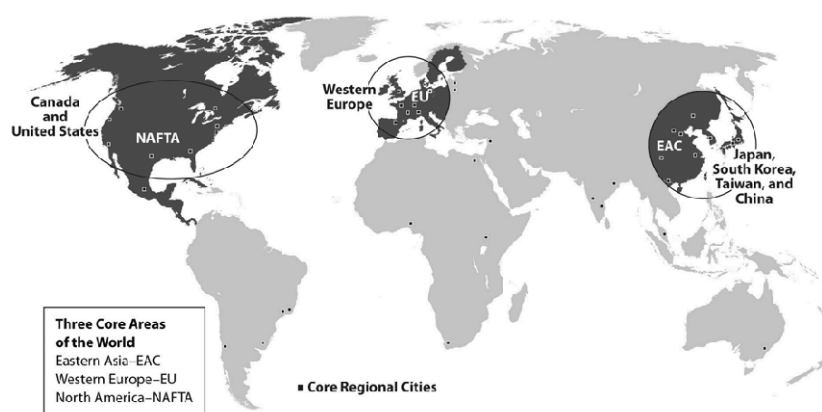 Canada
and
United States
NAFTA
Western
Europe
EU
EAC
Japan,
South Korea,
Taiwan, and
China
Three Core Areas
of the World
Eastern Asia–EAC
Western Europe–EU
North America–NAFTA
Core Regional Cities